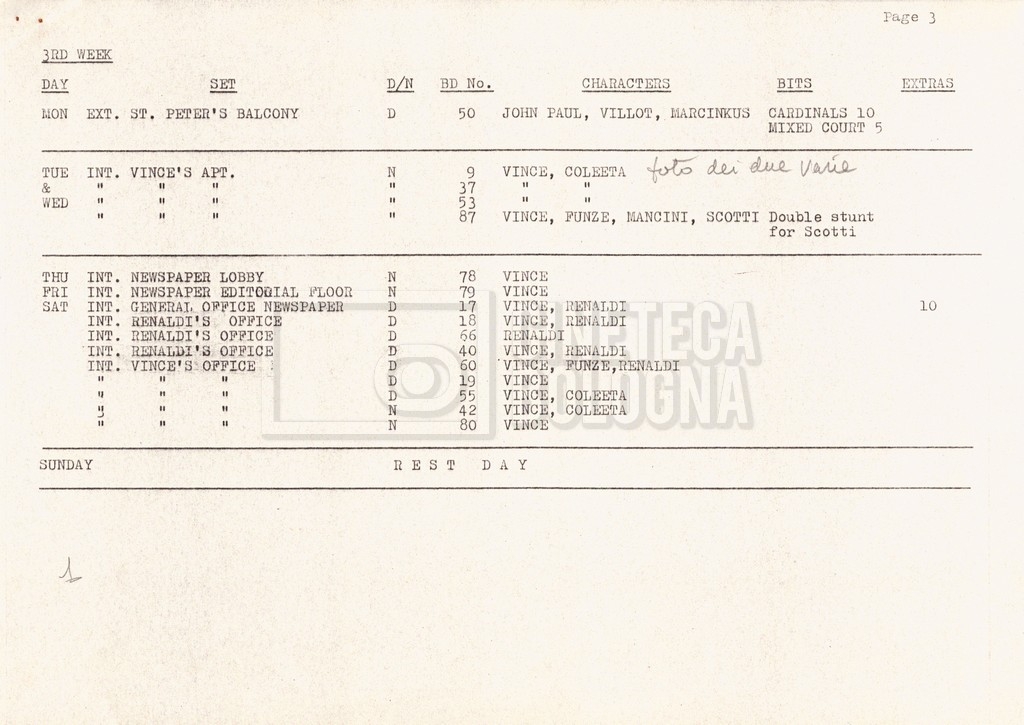 Page 3
3RD WEEK
DAY SET D/N BD No. CHARACTERS BITS EXTRAS
MON EXT. ST. PETER'S BALCONY D 50 JOHN PAUL, VILLOT, MARCINKUS CARDINALS 10
MIXED COURT 5
TUE INT. VINCE'S APT. N 9 VINCE, COLEETA foto dei due varie
& " " " " 37 " "
WED " " " " 53 " "
" " " " 87 VINCE, FUNZE, MANCINI, SCOTTI Double stunt
for Scotti
THU INT. NEWSPAPER LOBBY N 78 VINCE
FRI INT. NEWSPAPER EDITORIAL FLOOR N 79 VINCE
SAT INT. GENERAL OFFICE NEWSPAPER D 17 VINCE, RENALDI 10
INT. RENALDI'S OFFICE D 18 VINCE, RENALDI
INT. RENALDI'S OFFICE D 66 RENALDI
INT. RENALDI'S OFFICE D 40 VINCE, RENALDI
INT. VINCE'S OFFICE D 60 VINCE, FUNZE,RENALDI
" " " D 19 VINCE
" " " D 55 VINCE, COLEETA
" " " N 42 VINCE, COLEETA
" " " N 80 VINCE
CINETECA
BOLOGNA
SUNDAY R E S T D A Y
1